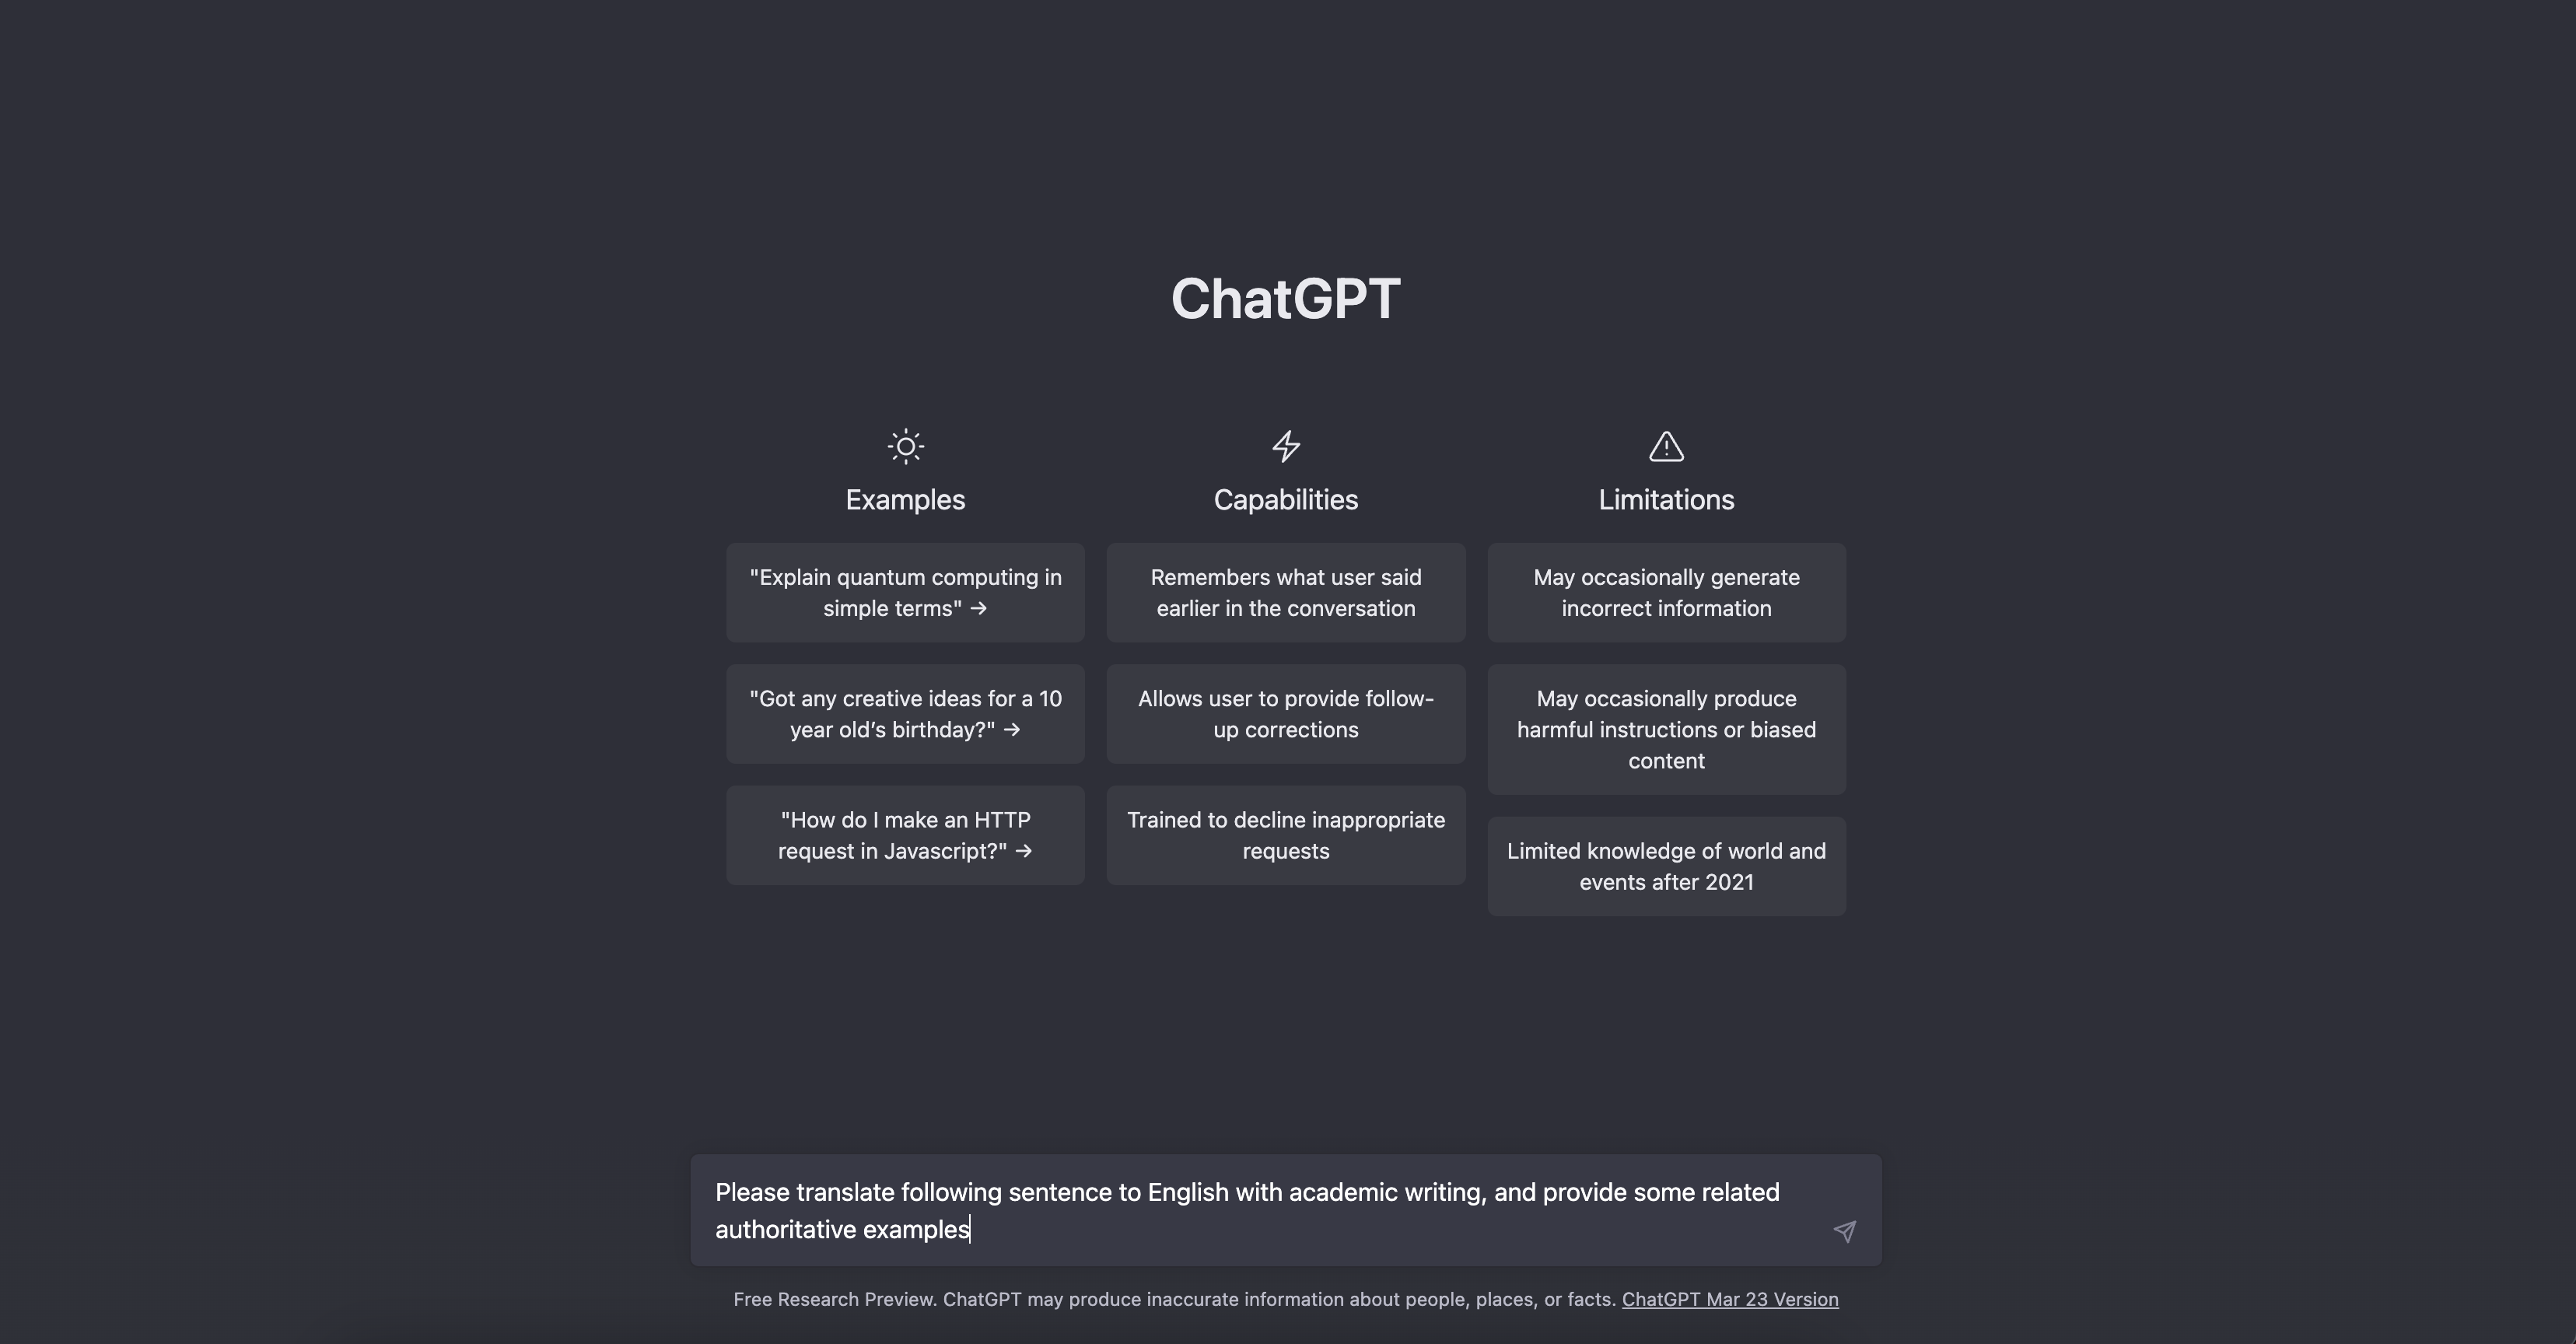 ChatGPT
Examples
"Explain quantum computing in
simple terms" →
"Got any creative ideas for a 10
year old’s birthday?" →
"How do I make an HTTP
request in Javascript?" →
Capabilities
Remembers what user said
earlier in the conversation
Allows user to provide follow-
up corrections
Trained to decline inappropriate
requests
Limitations
May occasionally generate
incorrect information
May occasionally produce
harmful instructions or biased
content
Limited knowledge of world and
events after 2021
Please translate following sentence to English with academic writing, and provide some related
authoritative examples
Free Research Preview. ChatGPT may produce inaccurate information about people, places, or facts. ChatGPT Mar 23 Version